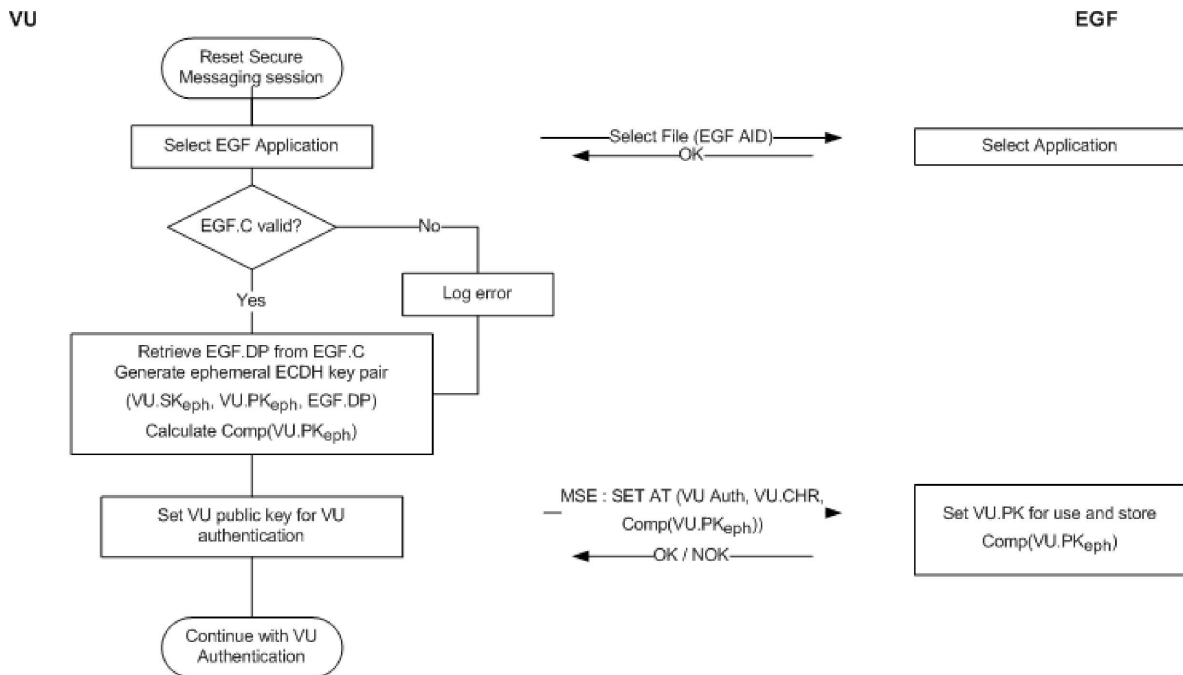 VU
EGF
Reset Secure
Messaging session
Select EGF Application
Select File (EGF AID)
OK
Select Application
EGF.C valid?
No
Log error
Yes
Retrieve EGF.DP from EGF.C
Generate ephemeral ECDH key pair
(VU.SKeph, VU.PKeph, EGF.DP)
Calculate Comp(VU.PKeph)
Set VU public key for VU
authentication
MSE : SET AT (VU Auth, VU.CHR,
Comp(VU.PKeph))
OK / NOK
Set VU.PK for use and store
Comp(VU.PKeph)
Continue with VU
Authentication